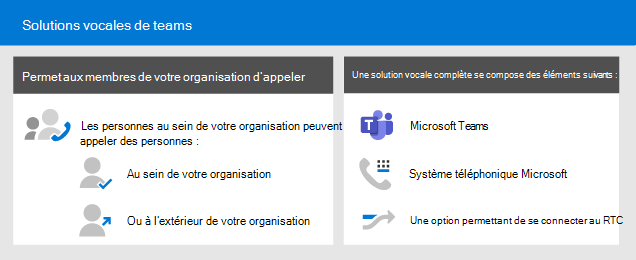 Solutions vocales de teams
Permet aux membres de votre organisation d'appeler
Les personnes au sein de votre organisation peuvent
appeler des personnes :
Au sein de votre organisation
Ou à l'extérieur de votre organisation
Une solution vocale complète se compose des éléments suivants :
T
Microsoft Teams
Système téléphonique Microsoft
Une option permettant de se connecter au RTC